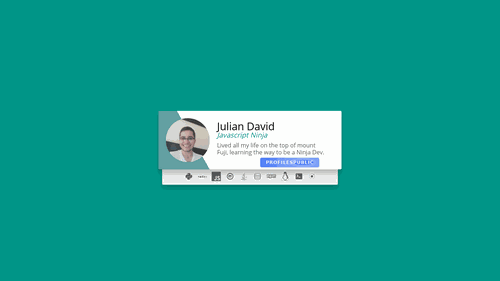 Julian David
Javascript Ninja
Lived all my life on the top of mount
Fuji, learning the way to be a Ninja Dev.
JS